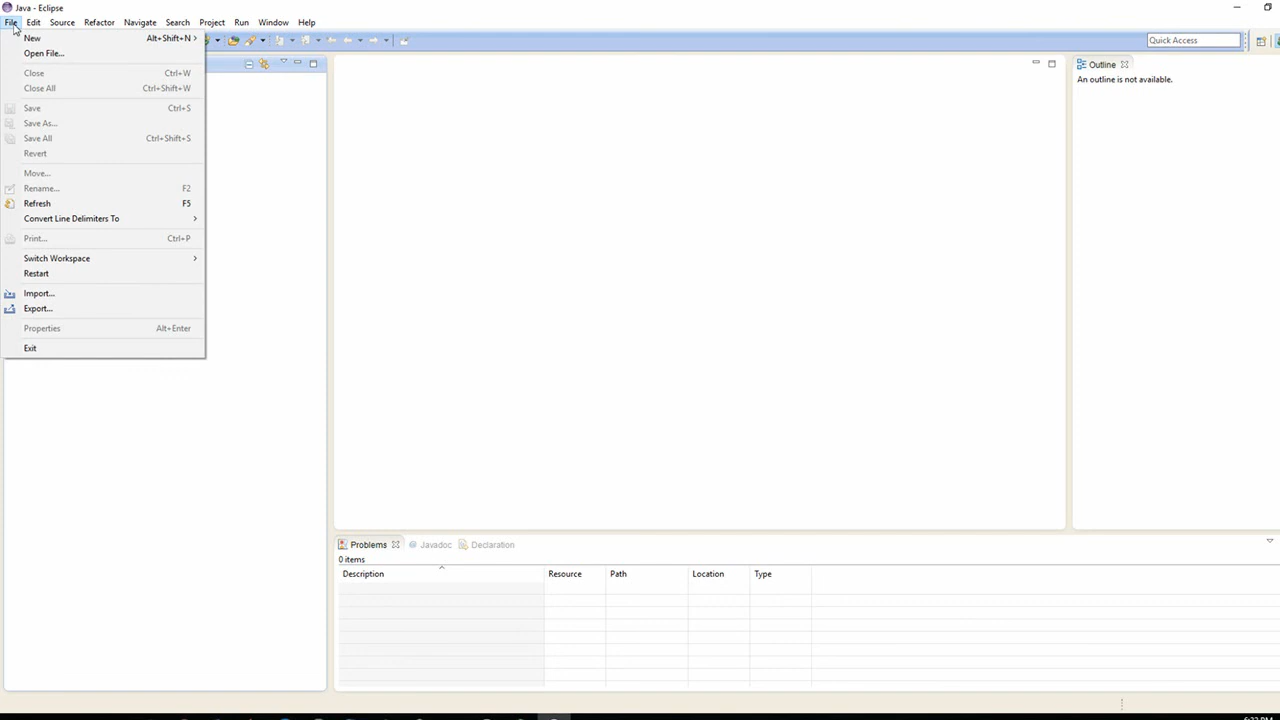 Java - Eclipse
File Edit Source Refactor Navigate Search Project Run Window Help
New Alt+Shift+N
Open File...
Close Ctrl+W
Close All Ctrl+Shift+W
Save Ctrl+S
Save As...
Save All Ctrl+Shift+S
Revert
Move...
Rename... F2
Refresh F5
Convert Line Delimiters To
Print... Ctrl+P
Switch Workspace
Restart
Import...
Export...
Properties Alt+Enter
Exit
Quick Access
Outline
An outline is not available.
Problems Javadoc Declaration
0 items
Description Resource Path Location Type